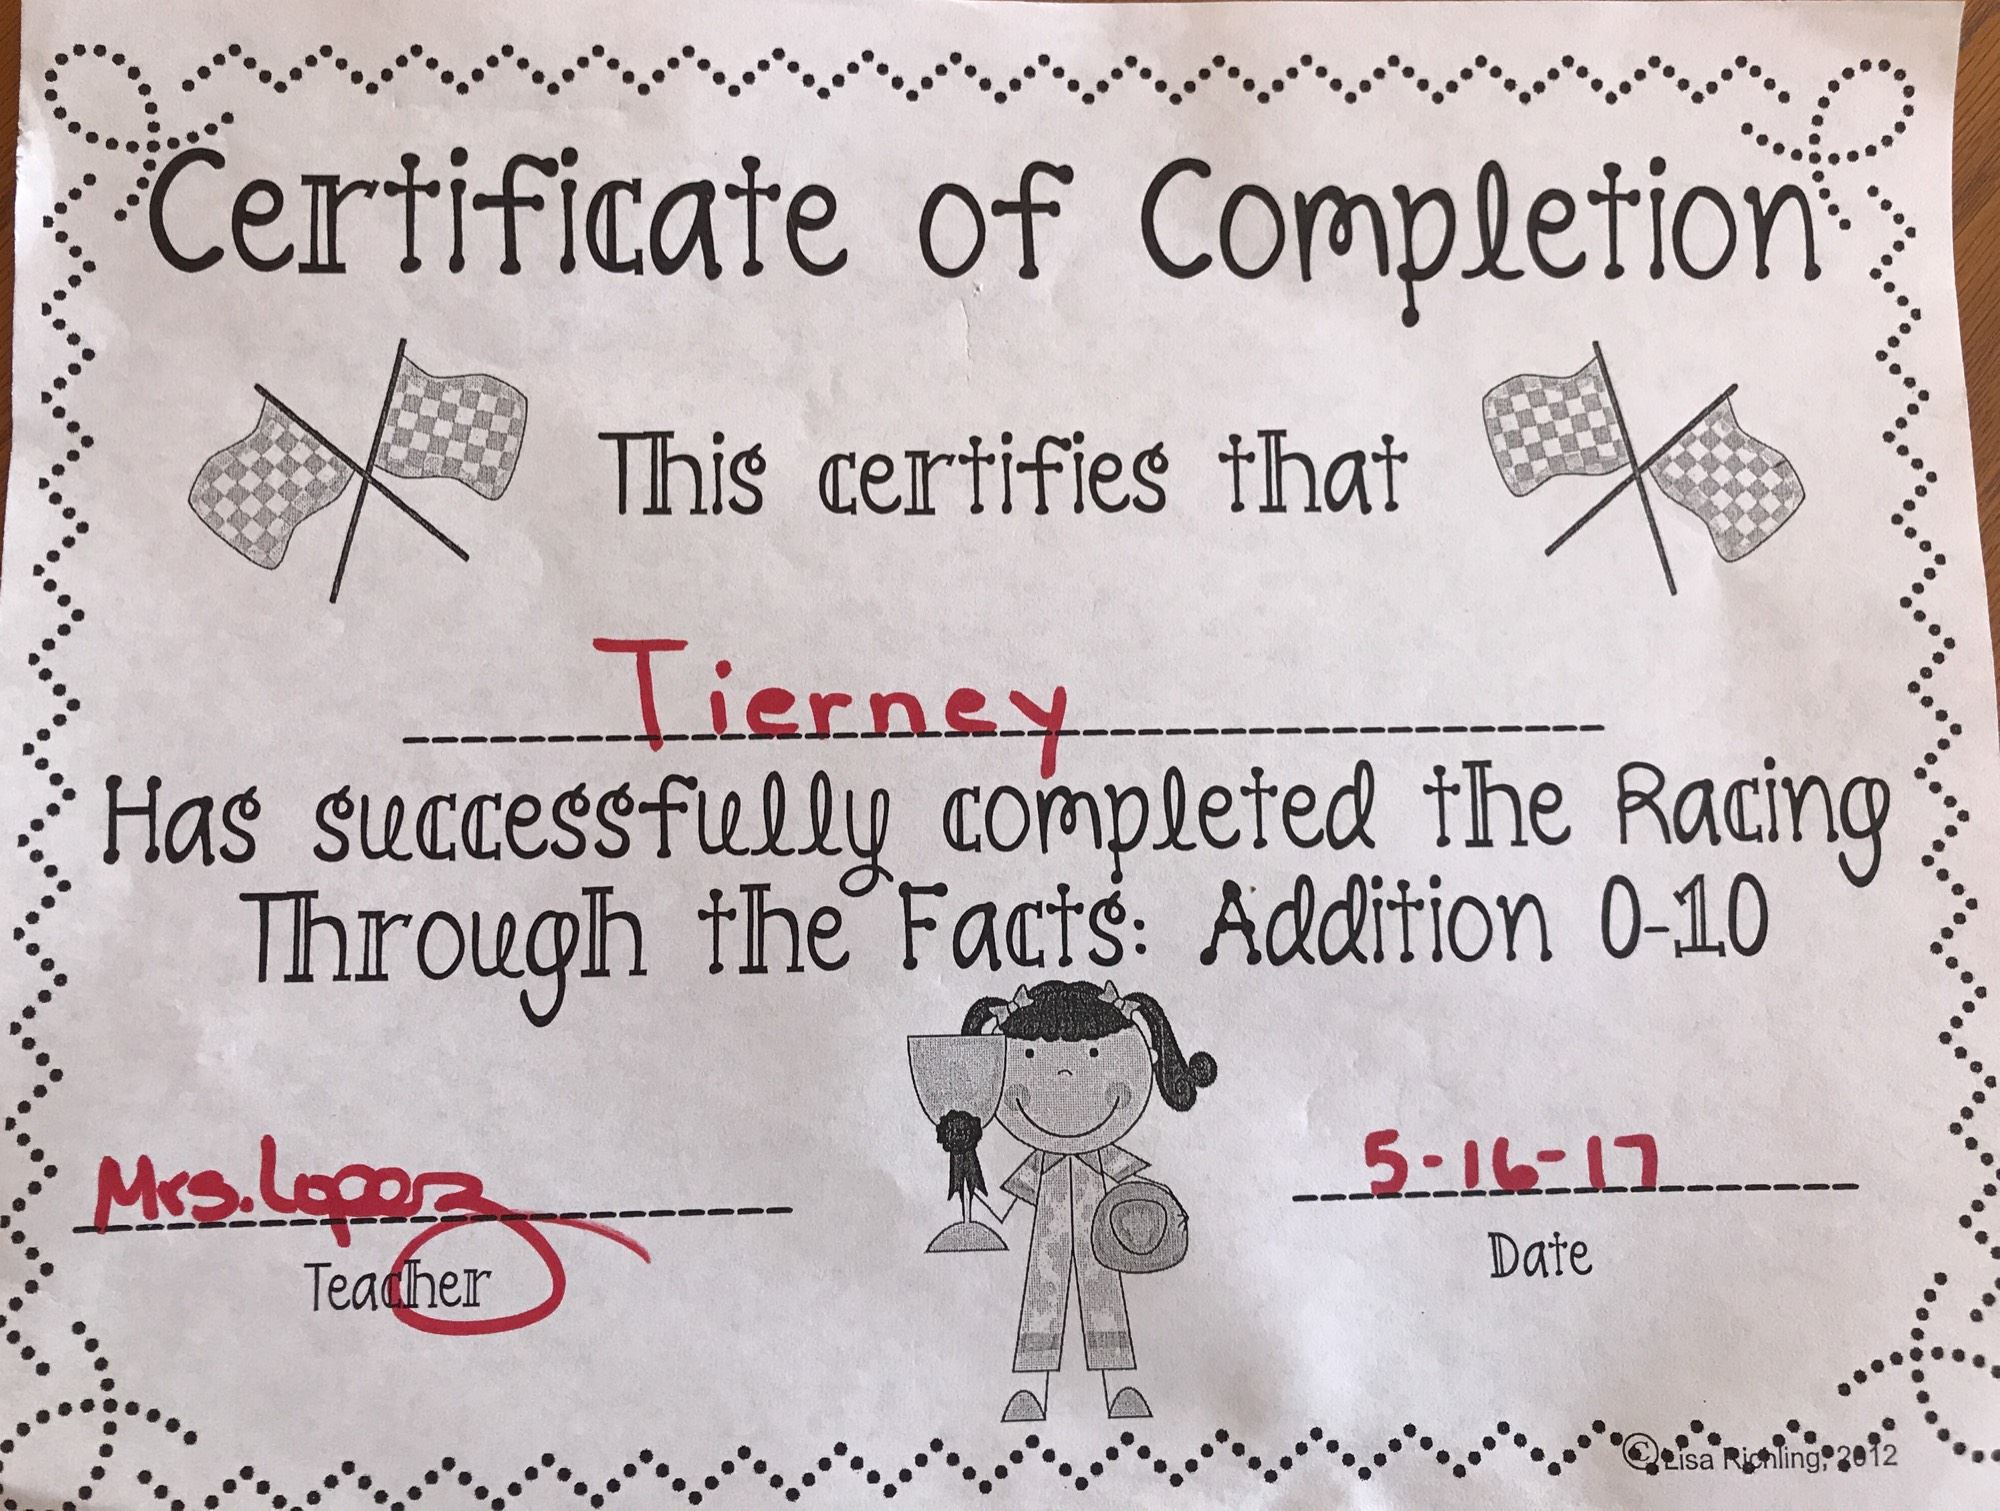 Certificate of Completion
This certifies that
Tierney
Has successfully completed the Racing
Through the Facts: Addition 0-10
Mrs. Lopez
5-16-17
Teacher
Date
© Lisa Richling, 2012